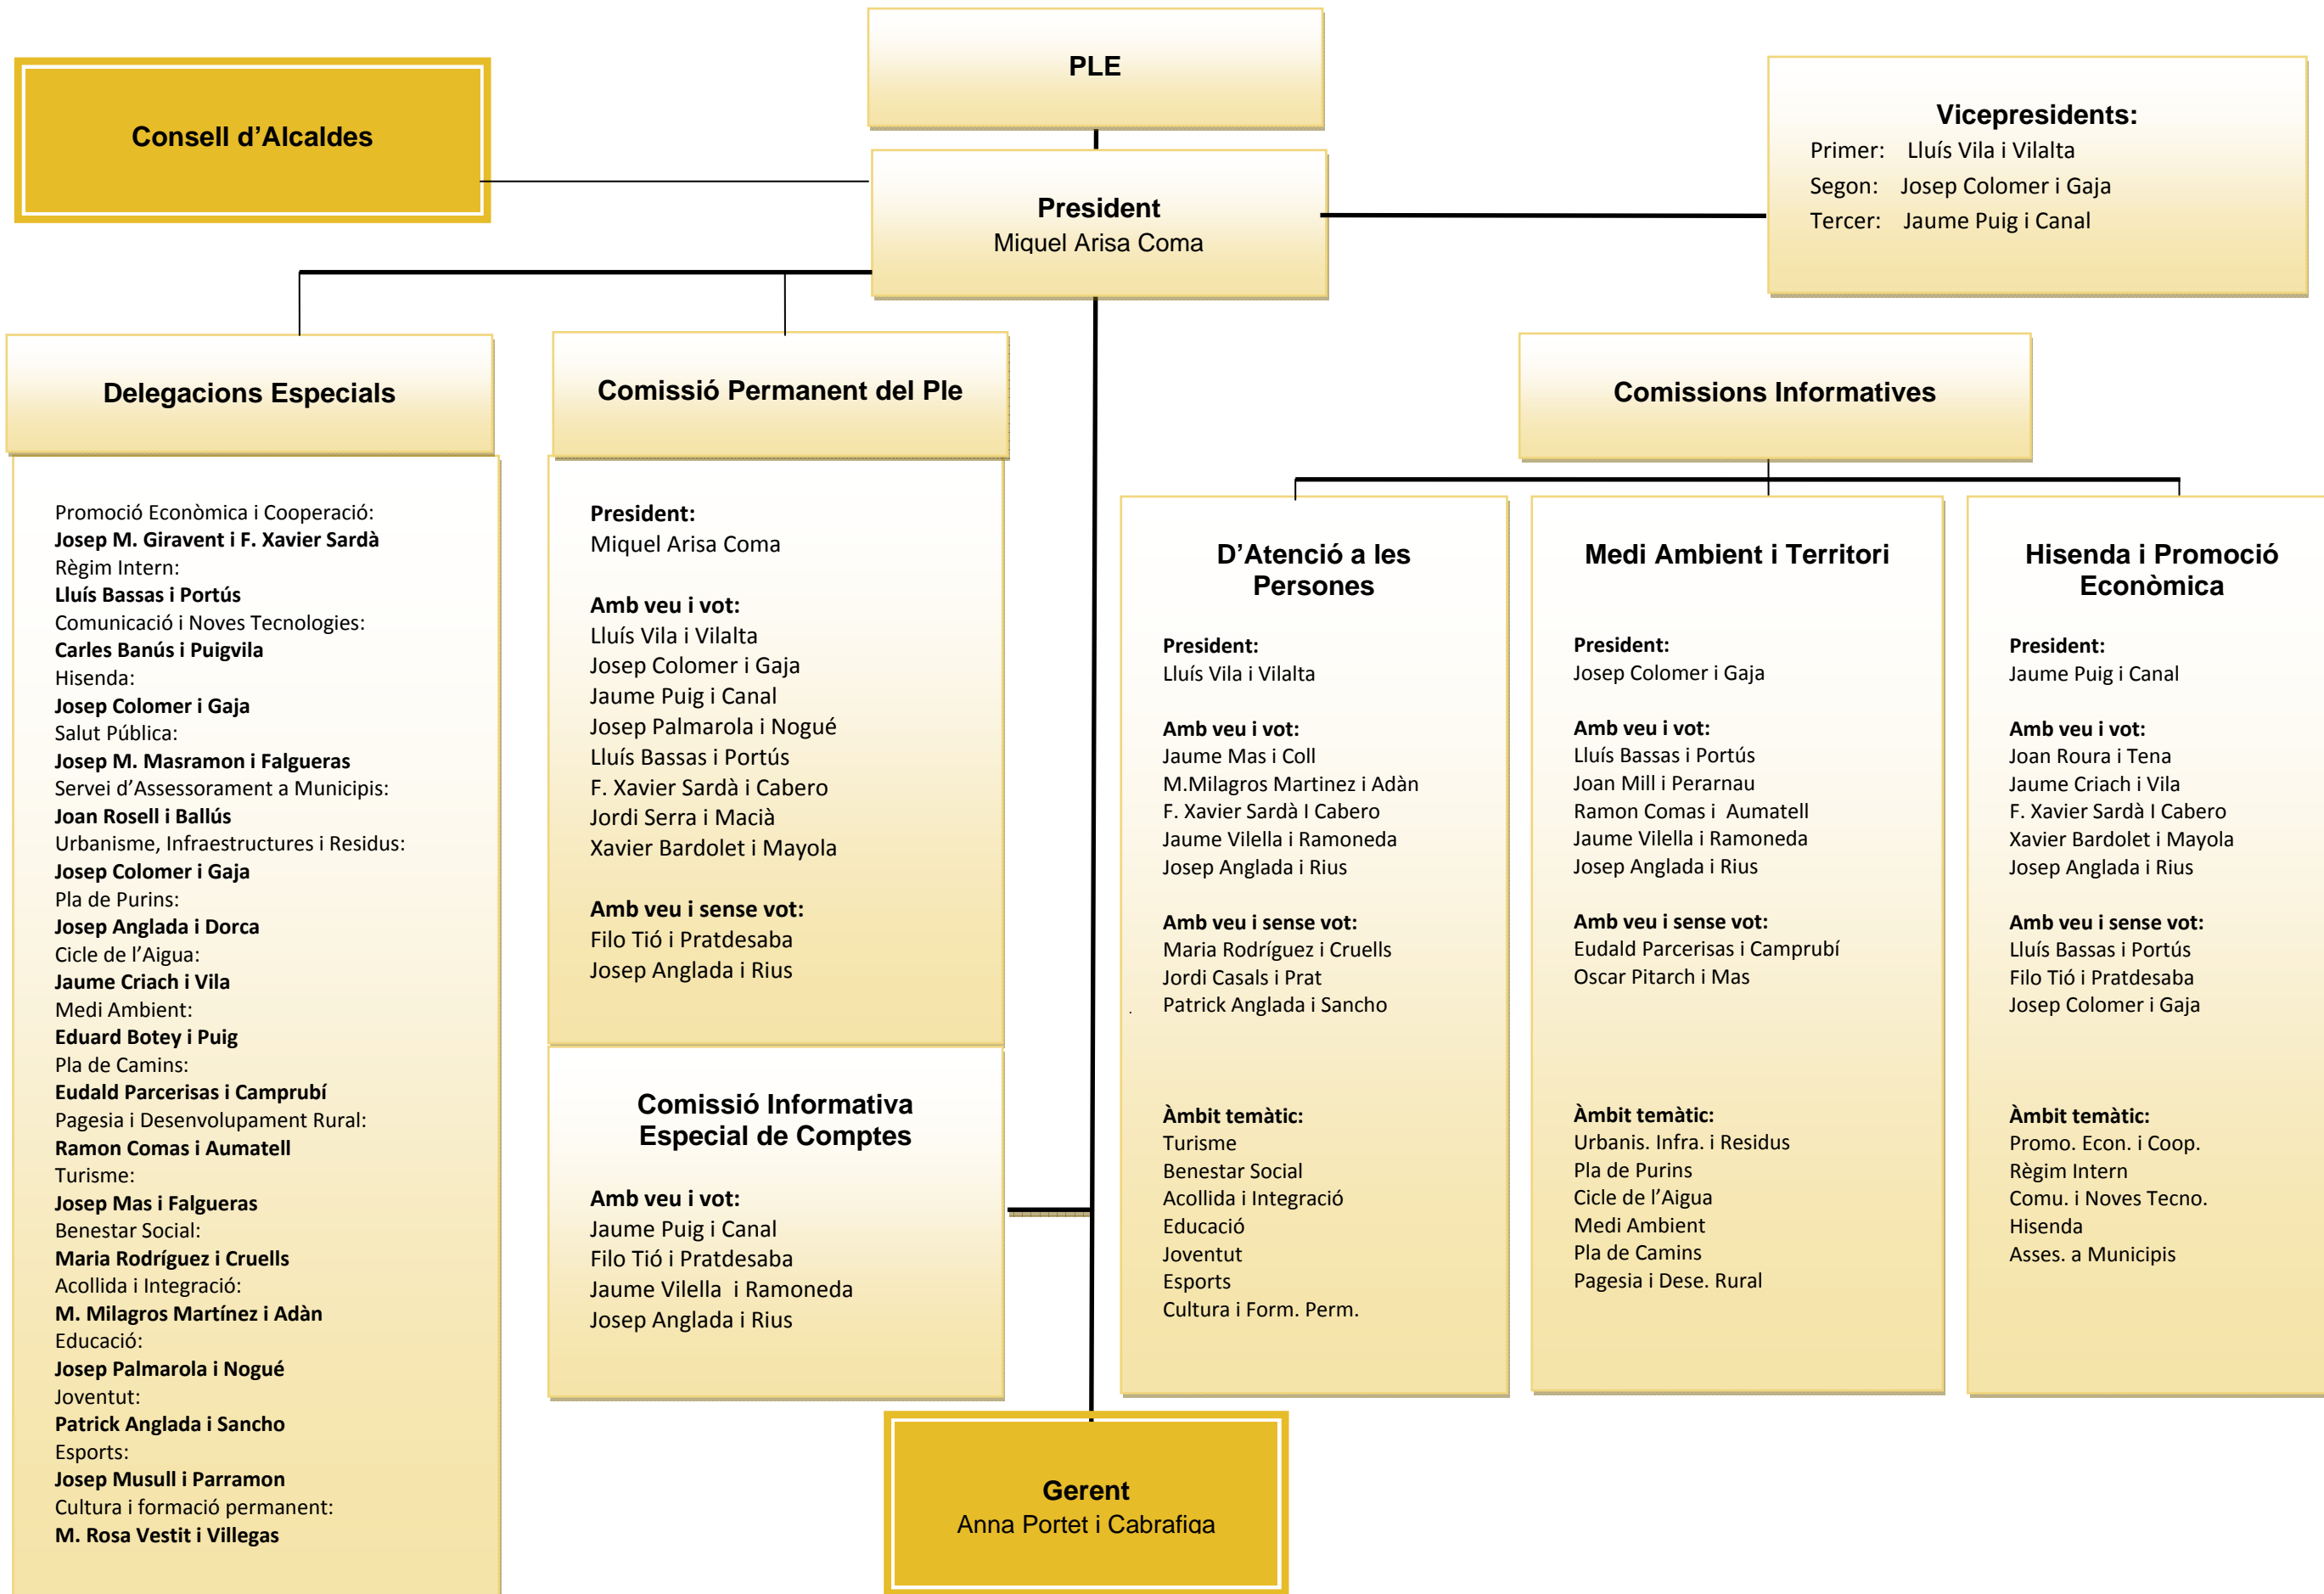 PLE
Consell d’Alcaldes
Vicepresidents:
Primer: Lluís Vila i Vilalta
Segon: Josep Colomer i Gaja
Tercer: Jaume Puig i Canal
President
Miquel Arisa Coma
Delegacions Especials
Promoció Econòmica i Cooperació:
Josep M. Giravent i F. Xavier Sardà
Règim Intern:
Lluís Bassas i Portús
Comunicació i Noves Tecnologies:
Carles Banús i Puigvila
Hisenda:
Josep Colomer i Gaja
Salut Pública:
Josep M. Masramon i Falgueras
Servei d’Assessorament a Municipis:
Joan Rosell i Ballús
Urbanisme, Infraestructures i Residus:
Josep Colomer i Gaja
Pla de Purins:
Josep Anglada i Dorca
Cicle de l’Aigua:
Jaume Criach i Vila
Medi Ambient:
Eduard Botey i Puig
Pla de Camins:
Eudald Parcerisas i Camprubí
Pagesia i Desenvolupament Rural:
Ramon Comas i Aumatell
Turisme:
Josep Mas i Falgueras
Benestar Social:
Maria Rodríguez i Cruells
Acollida i Integració:
M. Milagros Martínez i Adàn
Educació:
Josep Palmarola i Nogué
Joventut:
Patrick Anglada i Sancho
Esports:
Josep Musull i Parramon
Cultura i formació permanent:
M. Rosa Vestit i Villegas
Comissió Permanent del Ple
President:
Miquel Arisa Coma
Amb veu i vot:
Lluís Vila i Vilalta
Josep Colomer i Gaja
Jaume Puig i Canal
Josep Palmarola i Nogué
Lluís Bassas i Portús
F. Xavier Sardà i Cabero
Jordi Serra i Macià
Xavier Bardolet i Mayola
Amb veu i sense vot:
Filo Tió i Pratdesaba
Josep Anglada i Rius
Comissió Informativa
Especial de Comptes
Amb veu i vot:
Jaume Puig i Canal
Filo Tió i Pratdesaba
Jaume Vilella i Ramoneda
Josep Anglada i Rius
Comissions Informatives
D’Atenció a les
Persones
President:
Lluís Vila i Vilalta
Amb veu i vot:
Jaume Mas i Coll
M.Milagros Martinez i Adàn
F. Xavier Sardà I Cabero
Jaume Vilella i Ramoneda
Josep Anglada i Rius
Amb veu i sense vot:
Maria Rodríguez i Cruells
Jordi Casals i Prat
Patrick Anglada i Sancho
Àmbit temàtic:
Turisme
Benestar Social
Acollida i Integració
Educació
Joventut
Esports
Cultura i Form. Perm.
Medi Ambient i Territori
President:
Josep Colomer i Gaja
Amb veu i vot:
Lluís Bassas i Portús
Joan Mill i Perarnau
Ramon Comas i Aumatell
Jaume Vilella i Ramoneda
Josep Anglada i Rius
Amb veu i sense vot:
Eudald Parcerisas i Camprubí
Oscar Pitarch i Mas
Àmbit temàtic:
Urbanis. Infra. i Residus
Pla de Purins
Cicle de l’Aigua
Medi Ambient
Pla de Camins
Pagesia i Dese. Rural
Hisenda i Promoció
Econòmica
President:
Jaume Puig i Canal
Amb veu i vot:
Joan Roura i Tena
Jaume Criach i Vila
F. Xavier Sardà I Cabero
Xavier Bardolet i Mayola
Josep Anglada i Rius
Amb veu i sense vot:
Lluís Bassas i Portús
Filo Tió i Pratdesaba
Josep Colomer i Gaja
Àmbit temàtic:
Promo. Econ. i Coop.
Règim Intern
Comu. i Noves Tecno.
Hisenda
Asses. a Municipis
Gerent
Anna Portet i Cabrafiga